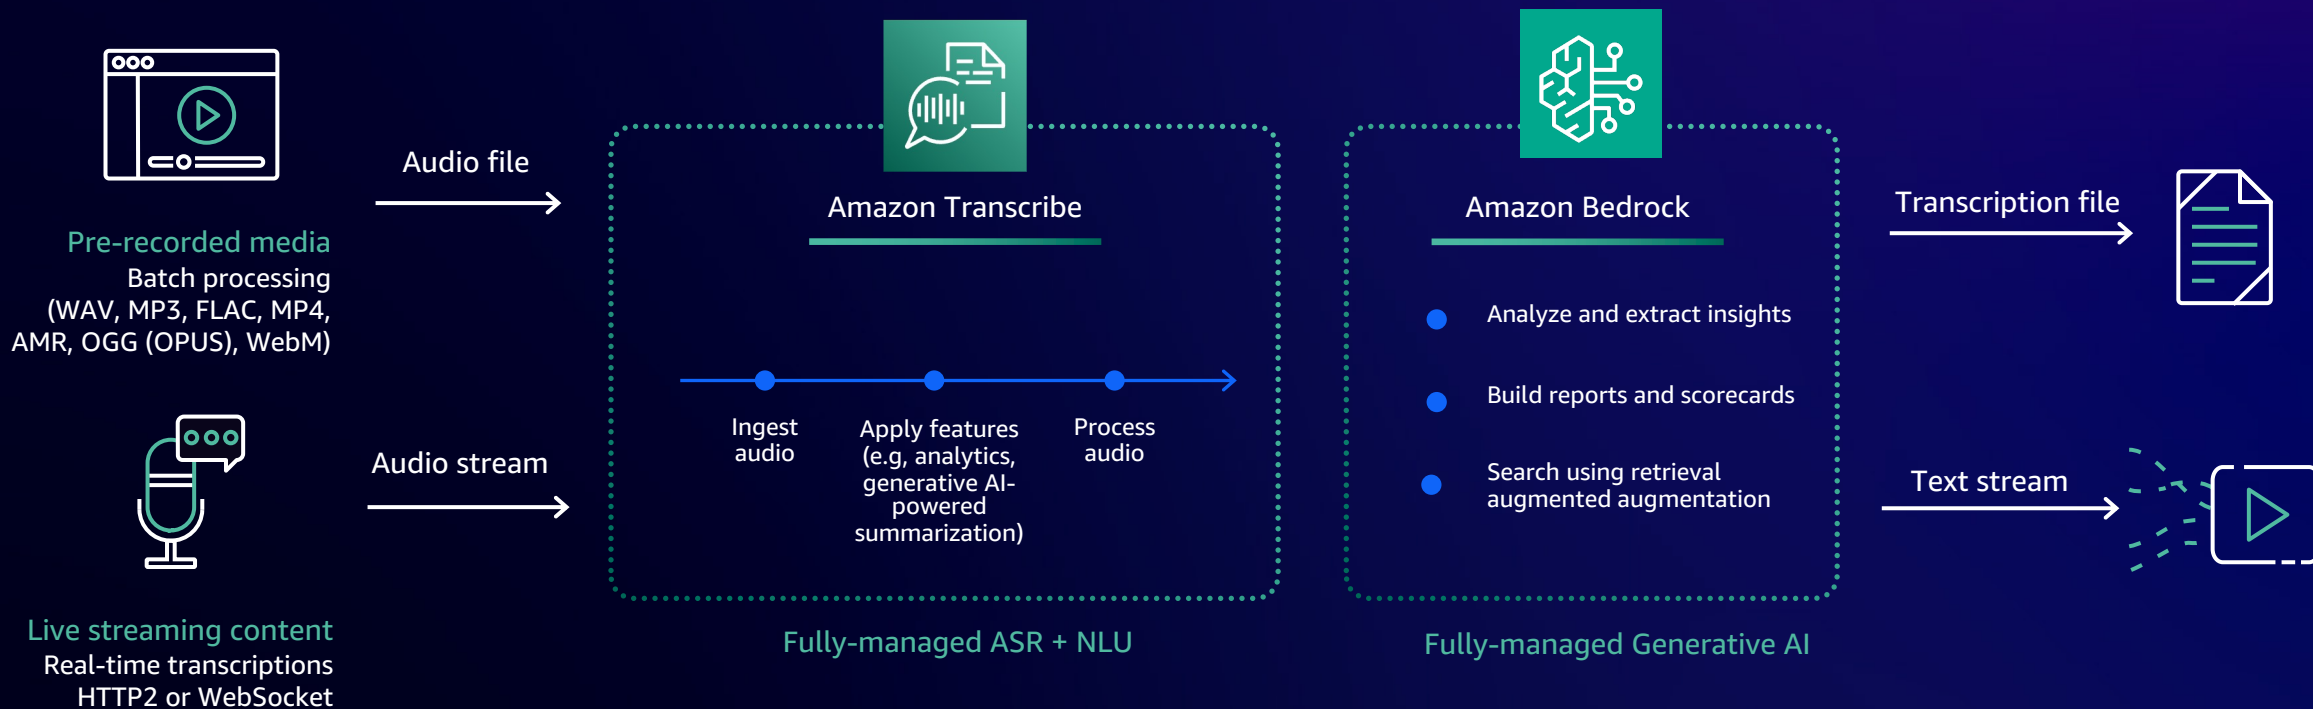 Pre-recorded media
Batch processing
(WAV, MP3, FLAC, MP4,
AMR, OGG (OPUS), WebM)
Audio file
Live streaming content
Real-time transcriptions
HTTP2 or WebSocket
Audio stream
Amazon Transcribe
Ingest
audio
Apply features
(e.g, analytics,
generative AI-
powered
summarization)
Process
audio
Fully-managed ASR + NLU
Amazon Bedrock
Analyze and extract insights
Build reports and scorecards
Search using retrieval
augmented augmentation
Fully-managed Generative AI
Transcription file
Text stream